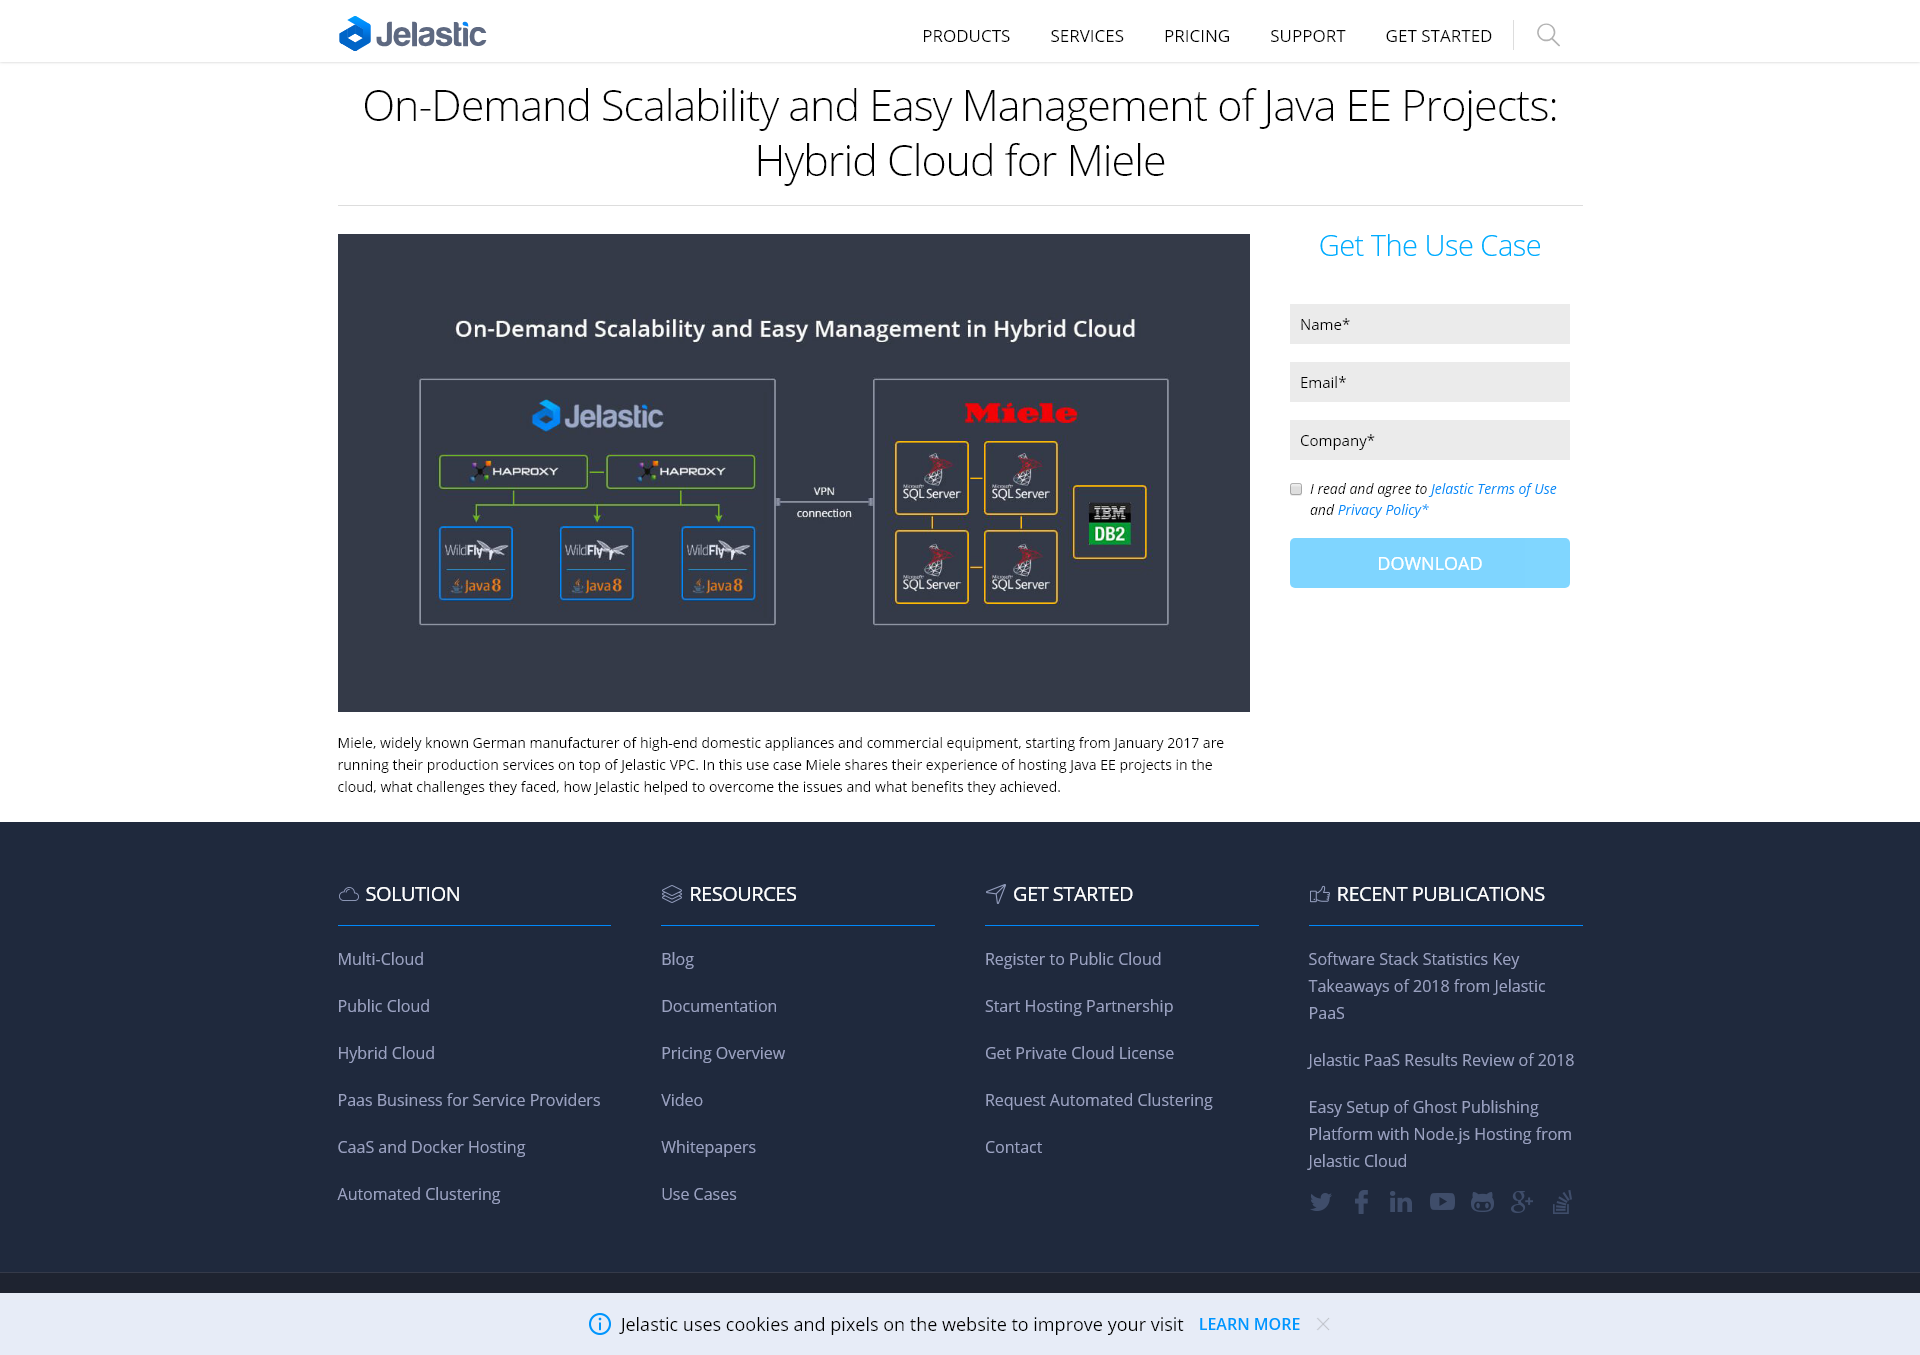 Jelastic
PRODUCTS
SERVICES
PRICING
SUPPORT
GET STARTED
On-Demand Scalability and Easy Management of Java EE Projects:
Hybrid Cloud for Miele
On-Demand Scalability and Easy Management in Hybrid Cloud
Jelastic
HAPROXY
HAPROXY
WildFly
Java 8
WildFly
Java 8
WildFly
Java 8
VPN
connection
Miele
Microsoft
SQL Server
Microsoft
SQL Server
Microsoft
SQL Server
Microsoft
SQL Server
IBM
DB2
Get The Use Case
Name*
Email*
Company*
I read and agree to Jelastic Terms of Use
and Privacy Policy*
DOWNLOAD
Miele, widely known German manufacturer of high-end domestic appliances and commercial equipment, starting from January 2017 are
running their production services on top of Jelastic VPC. In this use case Miele shares their experience of hosting Java EE projects in the
cloud, what challenges they faced, how Jelastic helped to overcome the issues and what benefits they achieved.
SOLUTION
Multi-Cloud
Public Cloud
Hybrid Cloud
Paas Business for Service Providers
CaaS and Docker Hosting
Automated Clustering
RESOURCES
Blog
Documentation
Pricing Overview
Video
Whitepapers
Use Cases
GET STARTED
Register to Public Cloud
Start Hosting Partnership
Get Private Cloud License
Request Automated Clustering
Contact
RECENT PUBLICATIONS
Software Stack Statistics Key
Takeaways of 2018 from Jelastic
PaaS
Jelastic PaaS Results Review of 2018
Easy Setup of Ghost Publishing
Platform with Node.js Hosting from
Jelastic Cloud
Jelastic uses cookies and pixels on the website to improve your visit
LEARN MORE